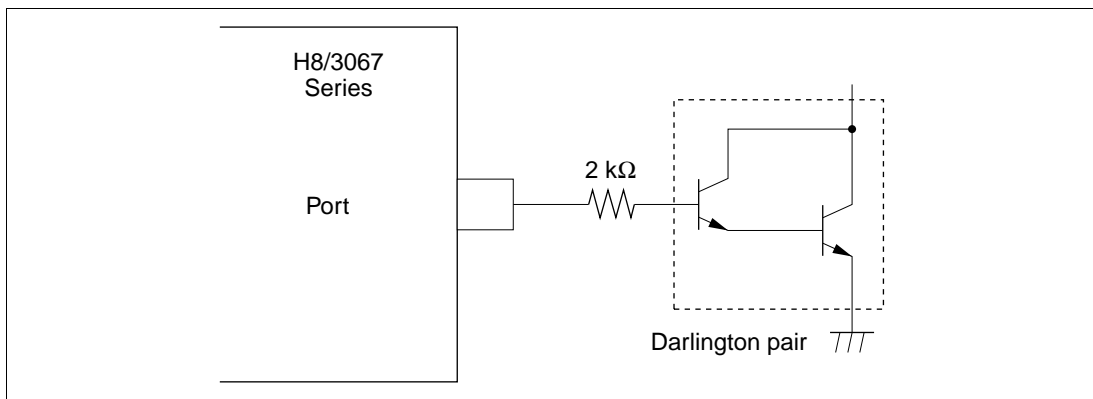 H8/3067
Series
Port
2 kΩ
Darlington pair